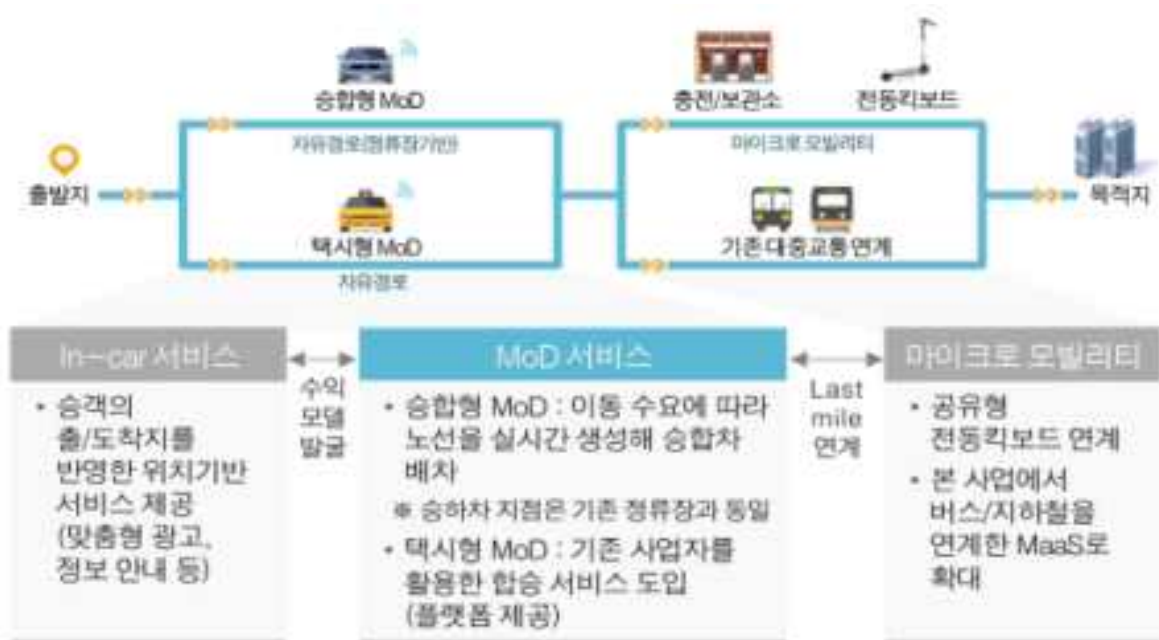 승합형 MoD
자유경로(정류장기반)
충전/보관소
전동킥보드
마이크로 모빌리티
출발지
목적지
택시형 MoD
자유경로
기존 대중교통 연계
In-car 서비스
• 승객의
출/도착지를
반영한 위치기반
서비스 제공
(맞춤형 광고,
정보 안내 등)
수익
모델
발굴
MoD 서비스
• 승합형 MoD : 이동 수요에 따라
노선을 실시간 생성해 승합차
배차
※ 승하차 지점은 기존 정류장과 동일
• 택시형 MoD : 기존 사업자를
활용한 합승 서비스 도입
(플랫폼 제공)
Last
mile
연계
마이크로 모빌리티
• 공유형
전동킥보드 연계
• 본 사업에서
버스/지하철을
연계한 MaaS로
확대